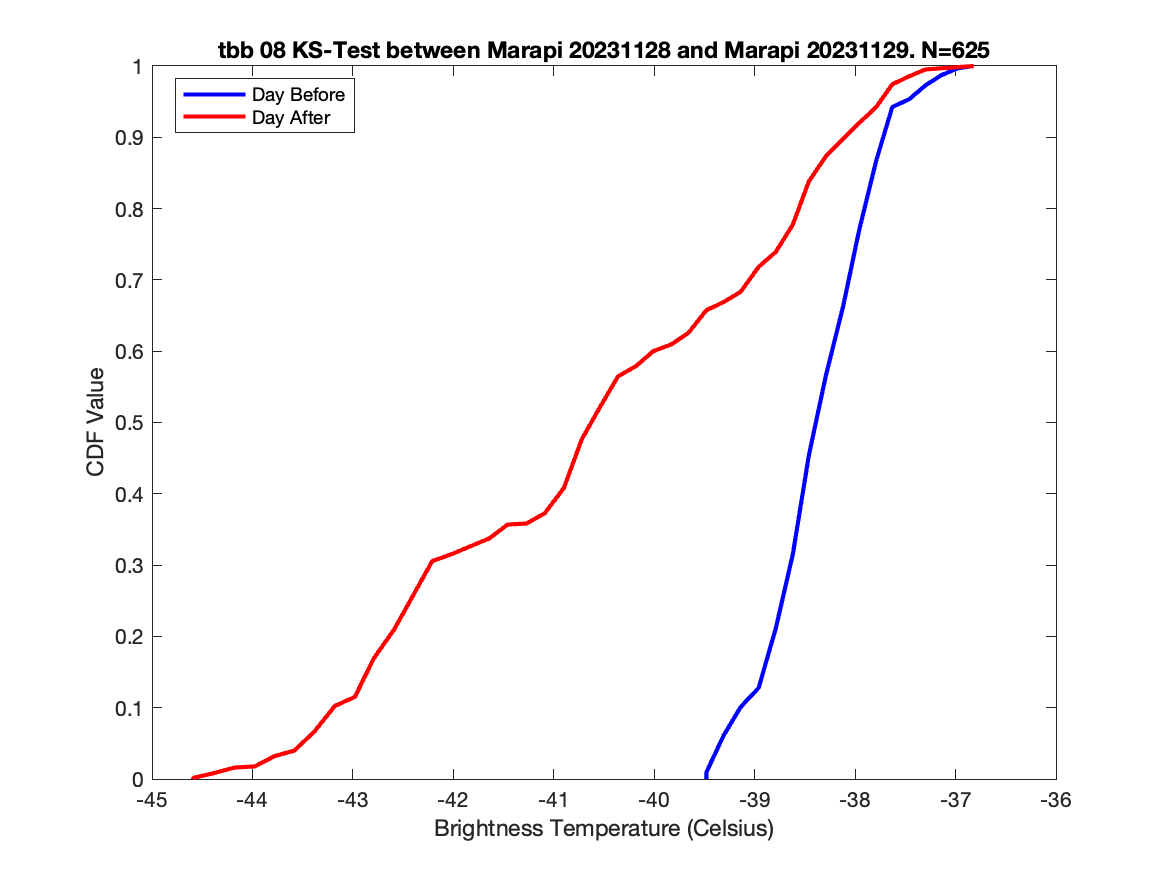 tbb 08 KS-Test between Marapi 20231128 and Marapi 20231129. N=625
Day Before
Day After
1
0.9
0.8
0.7
0.6
0.5
0.4
0.3
0.2
0.1
0
CDF Value
-45 -44 -43 -42 -41 -40 -39 -38 -37 -36
Brightness Temperature (Celsius)